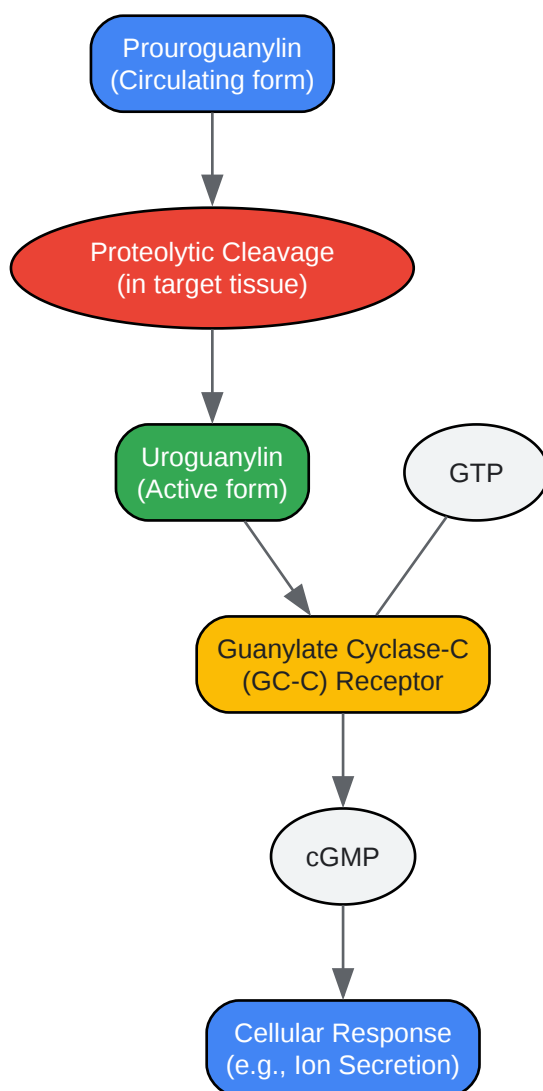 Prouroguanylin
(Circulating form)
Proteolytic Cleavage
(in target tissue)
Uroguanylin
(Active form)
GTP
Guanylate Cyclase-C
(GC-C) Receptor
cGMP
Cellular Response
(e.g., Ion Secretion)